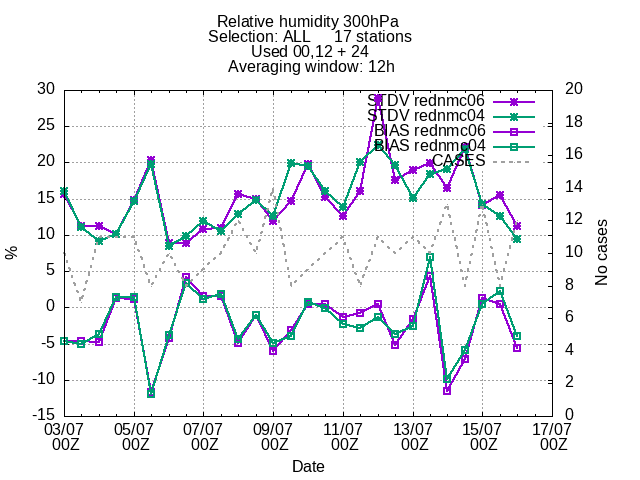 Relative humidity 300hPa
Selection: ALL 17 stations
Used 00,12 + 24
Averaging window: 12h
STDV rednmc06
STDV rednmc04
BIAS rednmc06
BIAS rednmc04
CASES
30
25
20
15
10
5
0
-5
-10
-15
%
20
18
16
14
12
10
8
6
4
2
0
No cases
03/07 05/07 07/07 09/07 11/07 13/07 15/07 17/07
00Z 00Z 00Z 00Z 00Z 00Z 00Z 00Z
Date